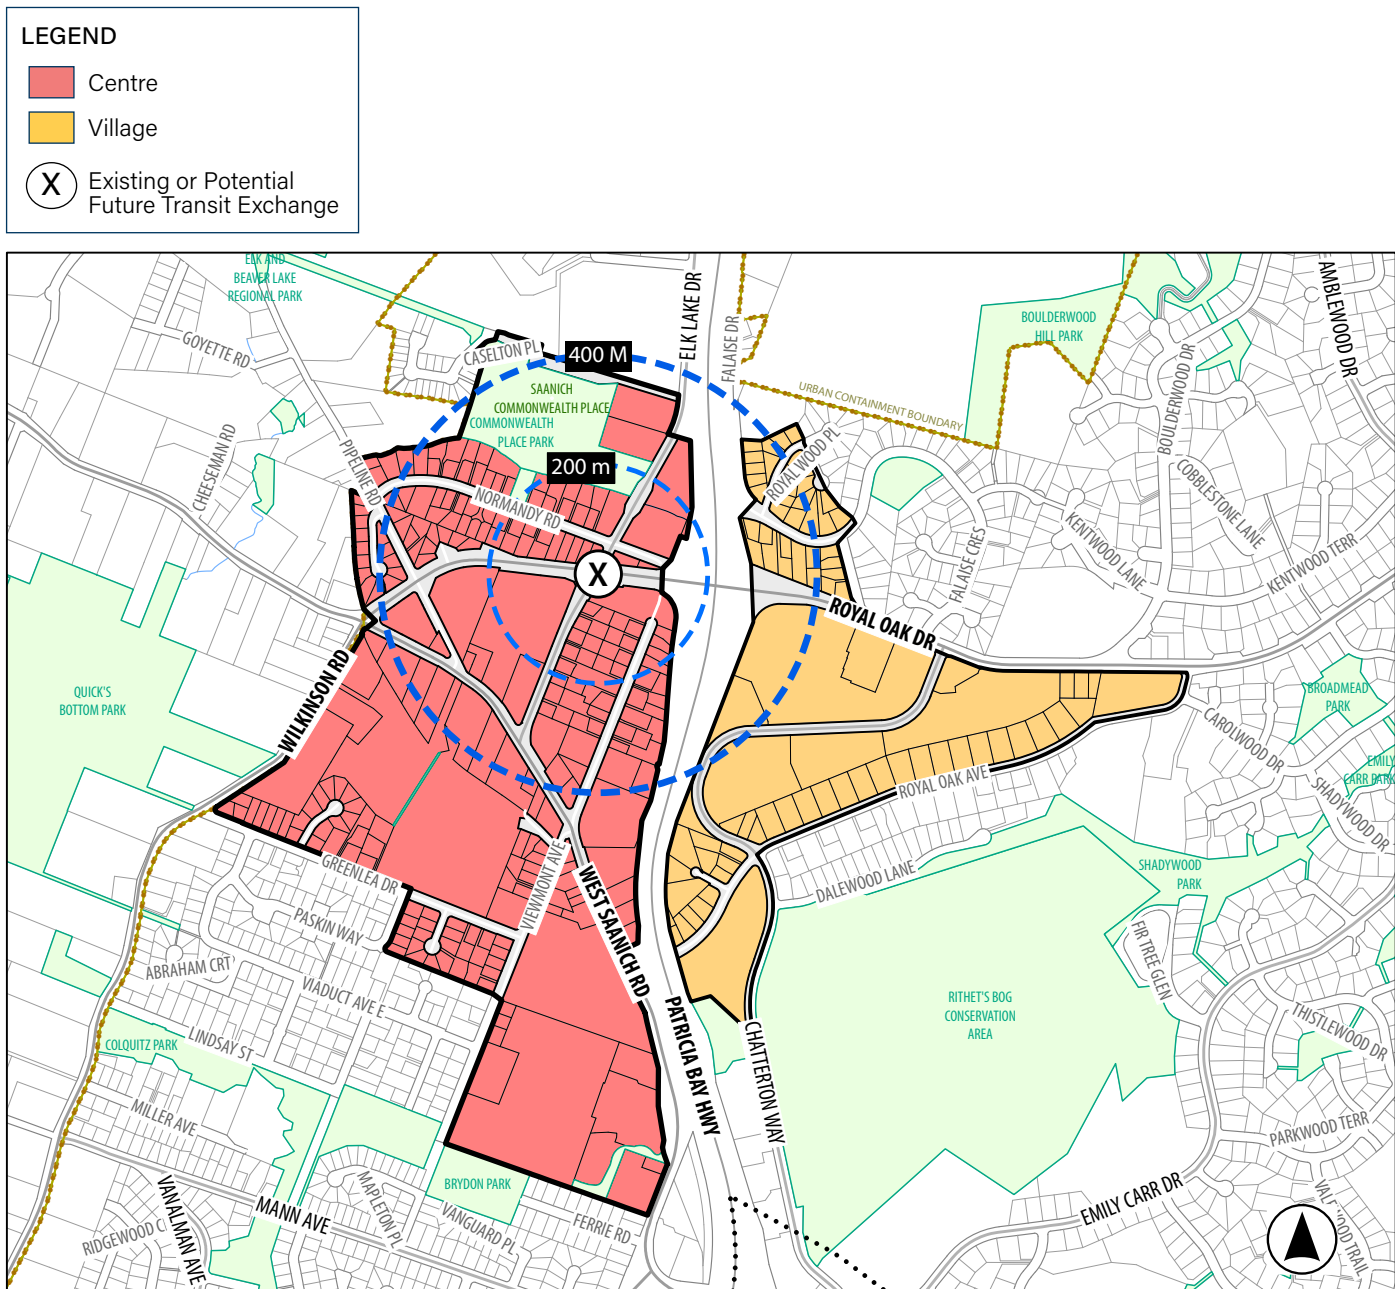 LEGEND
Centre
Village
X
Existing or Potential
Future Transit Exchange
ELK AND
BEAVER LAKE
REGIONAL PARK
GOYETTE RD
CASELTON PL
400 M
ELK LAKE DR
FALAISE DR
BOULDERWOOD
HILL PARK
AMBLEWOOD DR
SAANICH
COMMONWEALTH PLACE
COMMONWEALTH
PLACE PARK
URBAN CONTAINMENT BOUNDARY
BOULDERWOOD DR
CHEESEMAN RD
PIPELINE RD
200 m
ROYAL WOOD PL
COBBLESTONE LANE
NORMANDY RD
KENTWOOD LANE
KENTWOOD TERR
FALAISE CRES
X
ROYAL OAK DR
WILKINSON RD
QUICK'S
BOTTOM PARK
BROADMEAD
PARK
CAROLWOOD DR
EMILY
CARR PARK
SHADYWOOD DR
ROYAL OAK AVE
GREENLEA DR
VIEWMONT AVE
WEST SAANICH RD
DALEWOOD LANE
SHADYWOOD
PARK
PASKIN WAY
ABRAHAM CRT
VIADUCT AVE E
FIR TREE GLEN
RITHET'S BOG
CONSERVATION
AREA
THISTLEWOOD DR
COLQUITZ PARK
LINDSAY ST
PATRICIA BAY HWY
CHATTERTON WAY
MILLER AVE
PARKWOOD TERR
BRYDON PARK
VANALMAN AVE
MAPLETON PL
MANN AVE
VANGUARD PL
FERRIE RD
EMILY CARR DR
RIDGEWOOD C